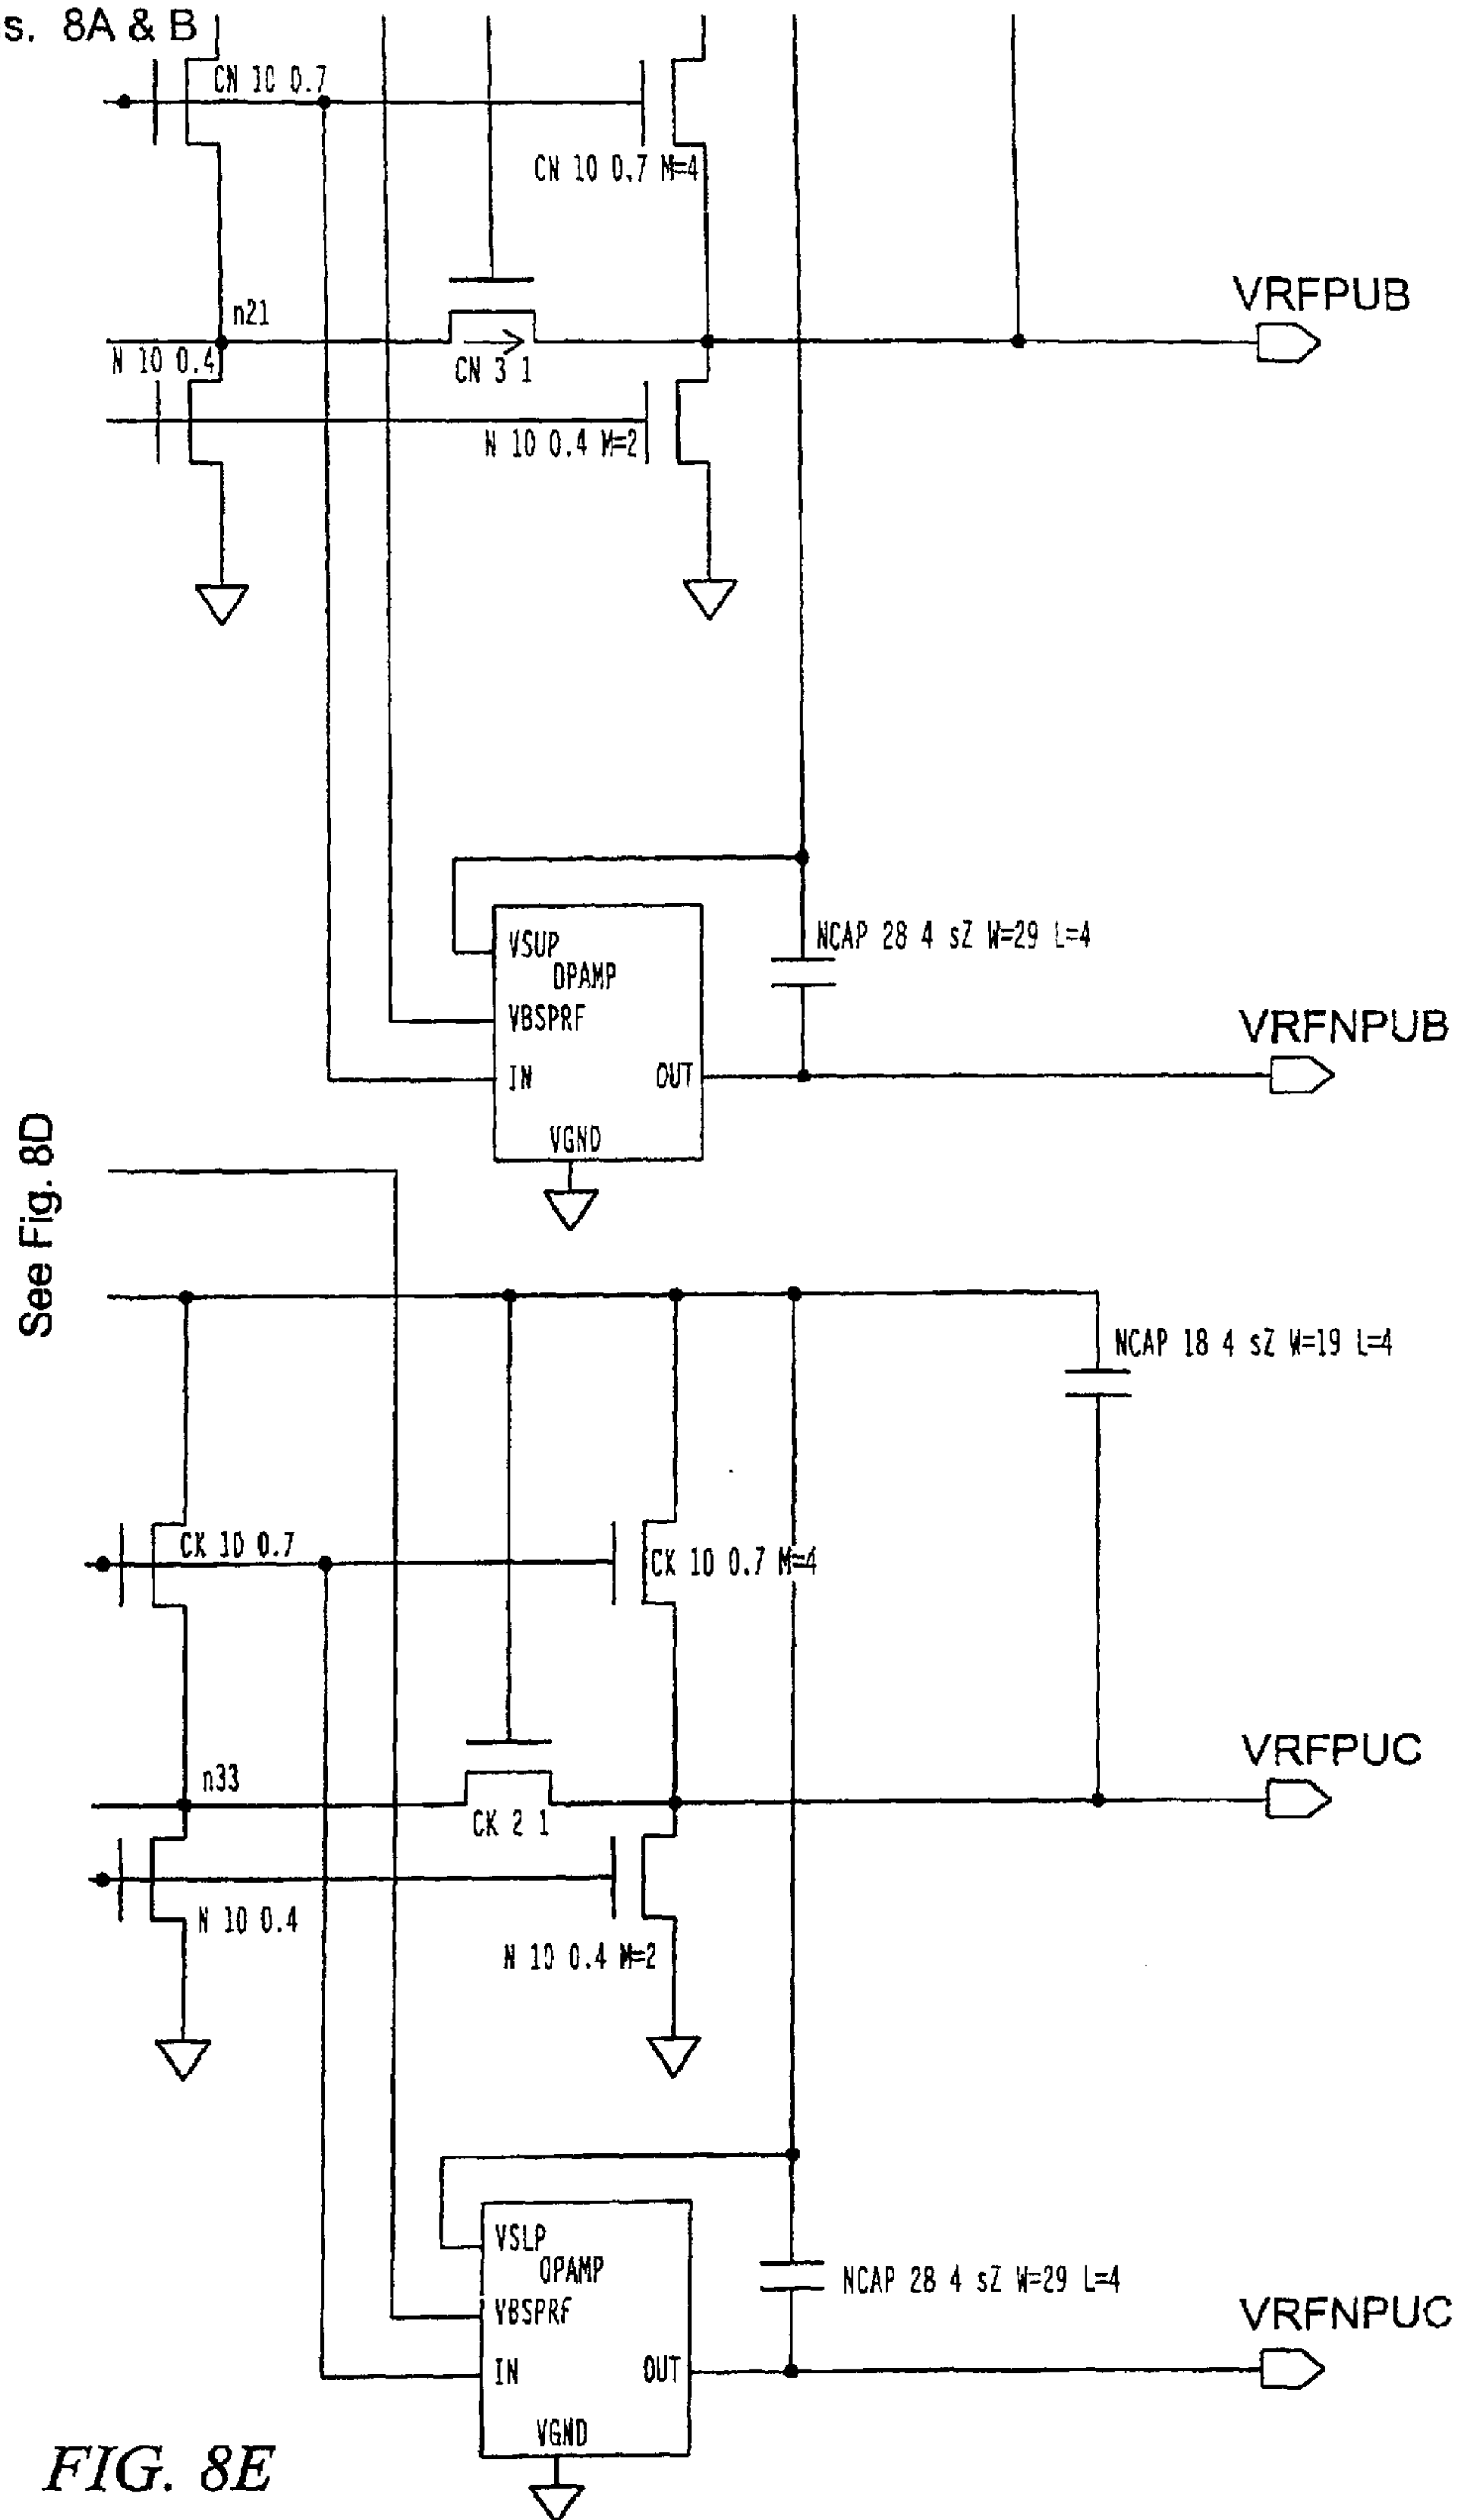 s. 8A & B
CN 10 0.7
CN 10 0.7 M=4
n21
VRFPUB
N 10 0.4
CN 3 1
N 10 0.4 M=2
NCAP 28 4 sZ W=29 L=4
VSUP
OPAMP
VBSPRF
VRFNPUB
IN
OUT
VGND
See Fig. 8D
NCAP 18 4 sZ W=19 L=4
CK 10 0.7
CK 10 0.7 M=4
VRFPUC
n33
CK 2 1
N 10 0.4
N 10 0.4 M=2
VSLP
OPAMP
NCAP 28 4 sZ W=29 L=4
VBSPRF
VRFNPUC
IN
OUT
VGND
FIG. 8E